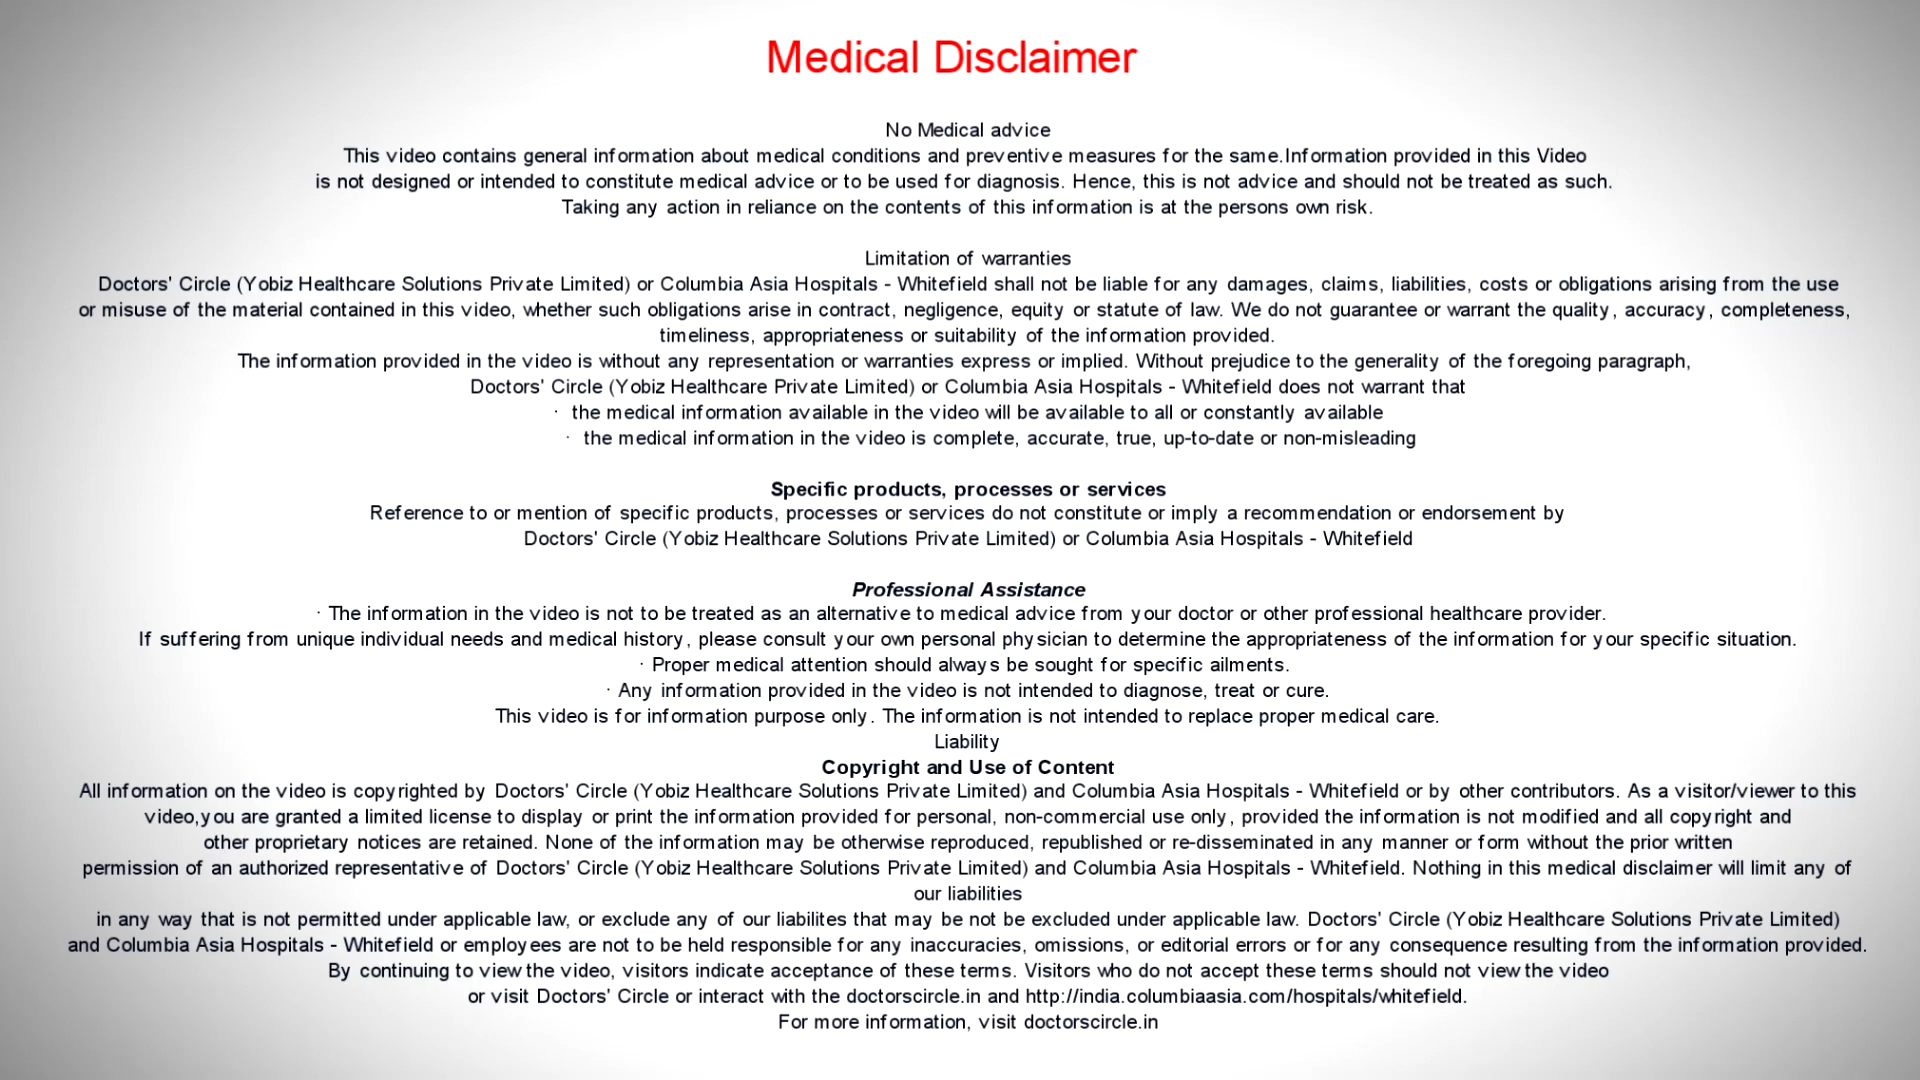 Medical Disclaimer
No Medical advice
This video contains general information about medical conditions and preventive measures for the same.Information provided in this Video
is not designed or intended to constitute medical advice or to be used for diagnosis. Hence, this is not advice and should not be treated as such.
Taking any action in reliance on the contents of this information is at the persons own risk.
Limitation of warranties
Doctors' Circle (Yobiz Healthcare Solutions Private Limited) or Columbia Asia Hospitals - Whitefield shall not be liable for any damages, claims, liabilities, costs or obligations arising from the use
or misuse of the material contained in this video, whether such obligations arise in contract, negligence, equity or statute of law. We do not guarantee or warrant the quality, accuracy, completeness,
timeliness, appropriateness or suitability of the information provided.
The information provided in the video is without any representation or warranties express or implied. Without prejudice to the generality of the foregoing paragraph,
Doctors' Circle (Yobiz Healthcare Private Limited) or Columbia Asia Hospitals - Whitefield does not warrant that
· the medical information available in the video will be available to all or constantly available
· the medical information in the video is complete, accurate, true, up-to-date or non-misleading
Specific products, processes or services
Reference to or mention of specific products, processes or services do not constitute or imply a recommendation or endorsement by
Doctors' Circle (Yobiz Healthcare Solutions Private Limited) or Columbia Asia Hospitals - Whitefield
Professional Assistance
· The information in the video is not to be treated as an alternative to medical advice from your doctor or other professional healthcare provider.
If suffering from unique individual needs and medical history, please consult your own personal physician to determine the appropriateness of the information for your specific situation.
· Proper medical attention should always be sought for specific ailments.
· Any information provided in the video is not intended to diagnose, treat or cure.
This video is for information purpose only. The information is not intended to replace proper medical care.
Liability
Copyright and Use of Content
All information on the video is copyrighted by Doctors' Circle (Yobiz Healthcare Solutions Private Limited) and Columbia Asia Hospitals - Whitefield or by other contributors. As a visitor/viewer to this
video,you are granted a limited license to display or print the information provided for personal, non-commercial use only, provided the information is not modified and all copyright and
other proprietary notices are retained. None of the information may be otherwise reproduced, republished or re-disseminated in any manner or form without the prior written
permission of an authorized representative of Doctors' Circle (Yobiz Healthcare Solutions Private Limited) and Columbia Asia Hospitals - Whitefield. Nothing in this medical disclaimer will limit any of
our liabilities
in any way that is not permitted under applicable law, or exclude any of our liabilites that may be not be excluded under applicable law. Doctors' Circle (Yobiz Healthcare Solutions Private Limited)
and Columbia Asia Hospitals - Whitefield or employees are not to be held responsible for any inaccuracies, omissions, or editorial errors or for any consequence resulting from the information provided.
By continuing to view the video, visitors indicate acceptance of these terms. Visitors who do not accept these terms should not view the video
or visit Doctors' Circle or interact with the doctorscircle.in and http://india.columbiaasia.com/hospitals/whitefield.
For more information, visit doctorscircle.in